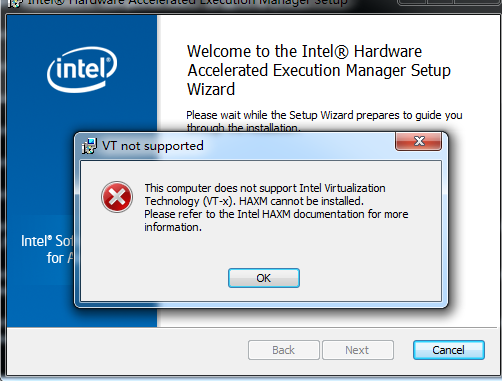 Intel® Hardware Accelerated Execution Manager Setup
intel
Welcome to the Intel® Hardware
Accelerated Execution Manager Setup
Wizard
Please wait while the Setup Wizard prepares to guide you
through the installation.
VT not supported
This computer does not support Intel Virtualization
Technology (VT-x). HAXM cannot be installed.
Please refer to the Intel HAXM documentation for more
information.
OK
Intel® Sof
for A
Back
Next
Cancel